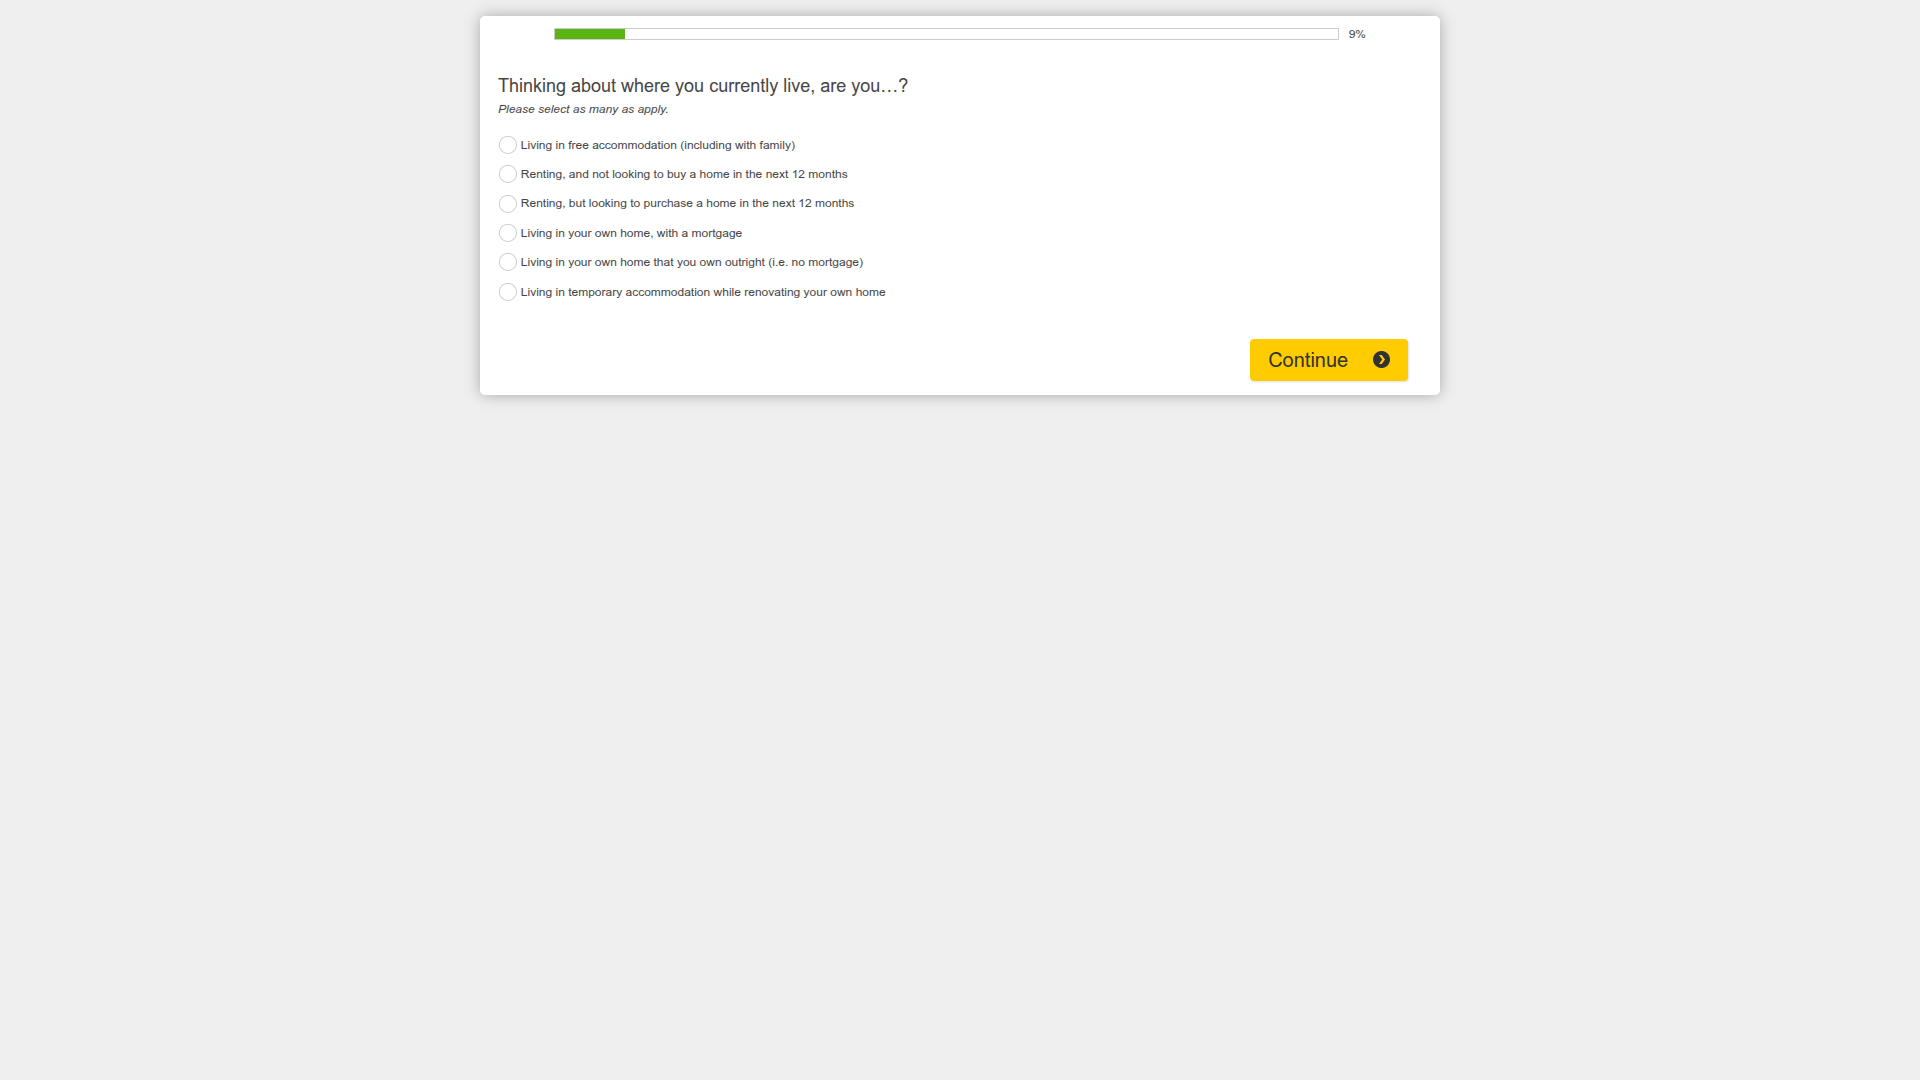 9%
Thinking about where you currently live, are you…?
Please select as many as apply.
Living in free accommodation (including with family)
Renting, and not looking to buy a home in the next 12 months
Renting, but looking to purchase a home in the next 12 months
Living in your own home, with a mortgage
Living in your own home that you own outright (i.e. no mortgage)
Living in temporary accommodation while renovating your own home
Continue